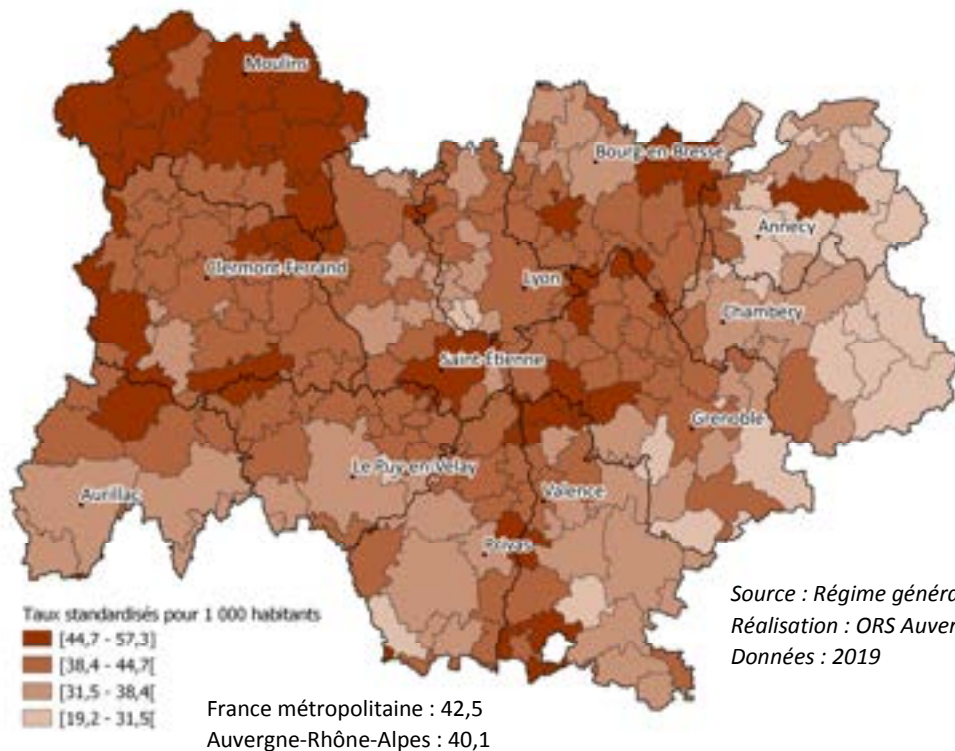 Moulins
Bourg-en-Bresse
Annecy
Clermont-Ferrand
Lyon
Chambéry
Saint-Étienne
Grenoble
Le Puy-en-Velay
Aurillac
Valence
Privas
Taux standardisés pour 1 000 habitants
[44,7 - 57,3]
[38,4 - 44,7[
[31,5 - 38,4[
[19,2 - 31,5[
France métropolitaine : 42,5
Auvergne-Rhône-Alpes : 40,1
Source : Régime généra
Réalisation : ORS Auver
Données : 2019